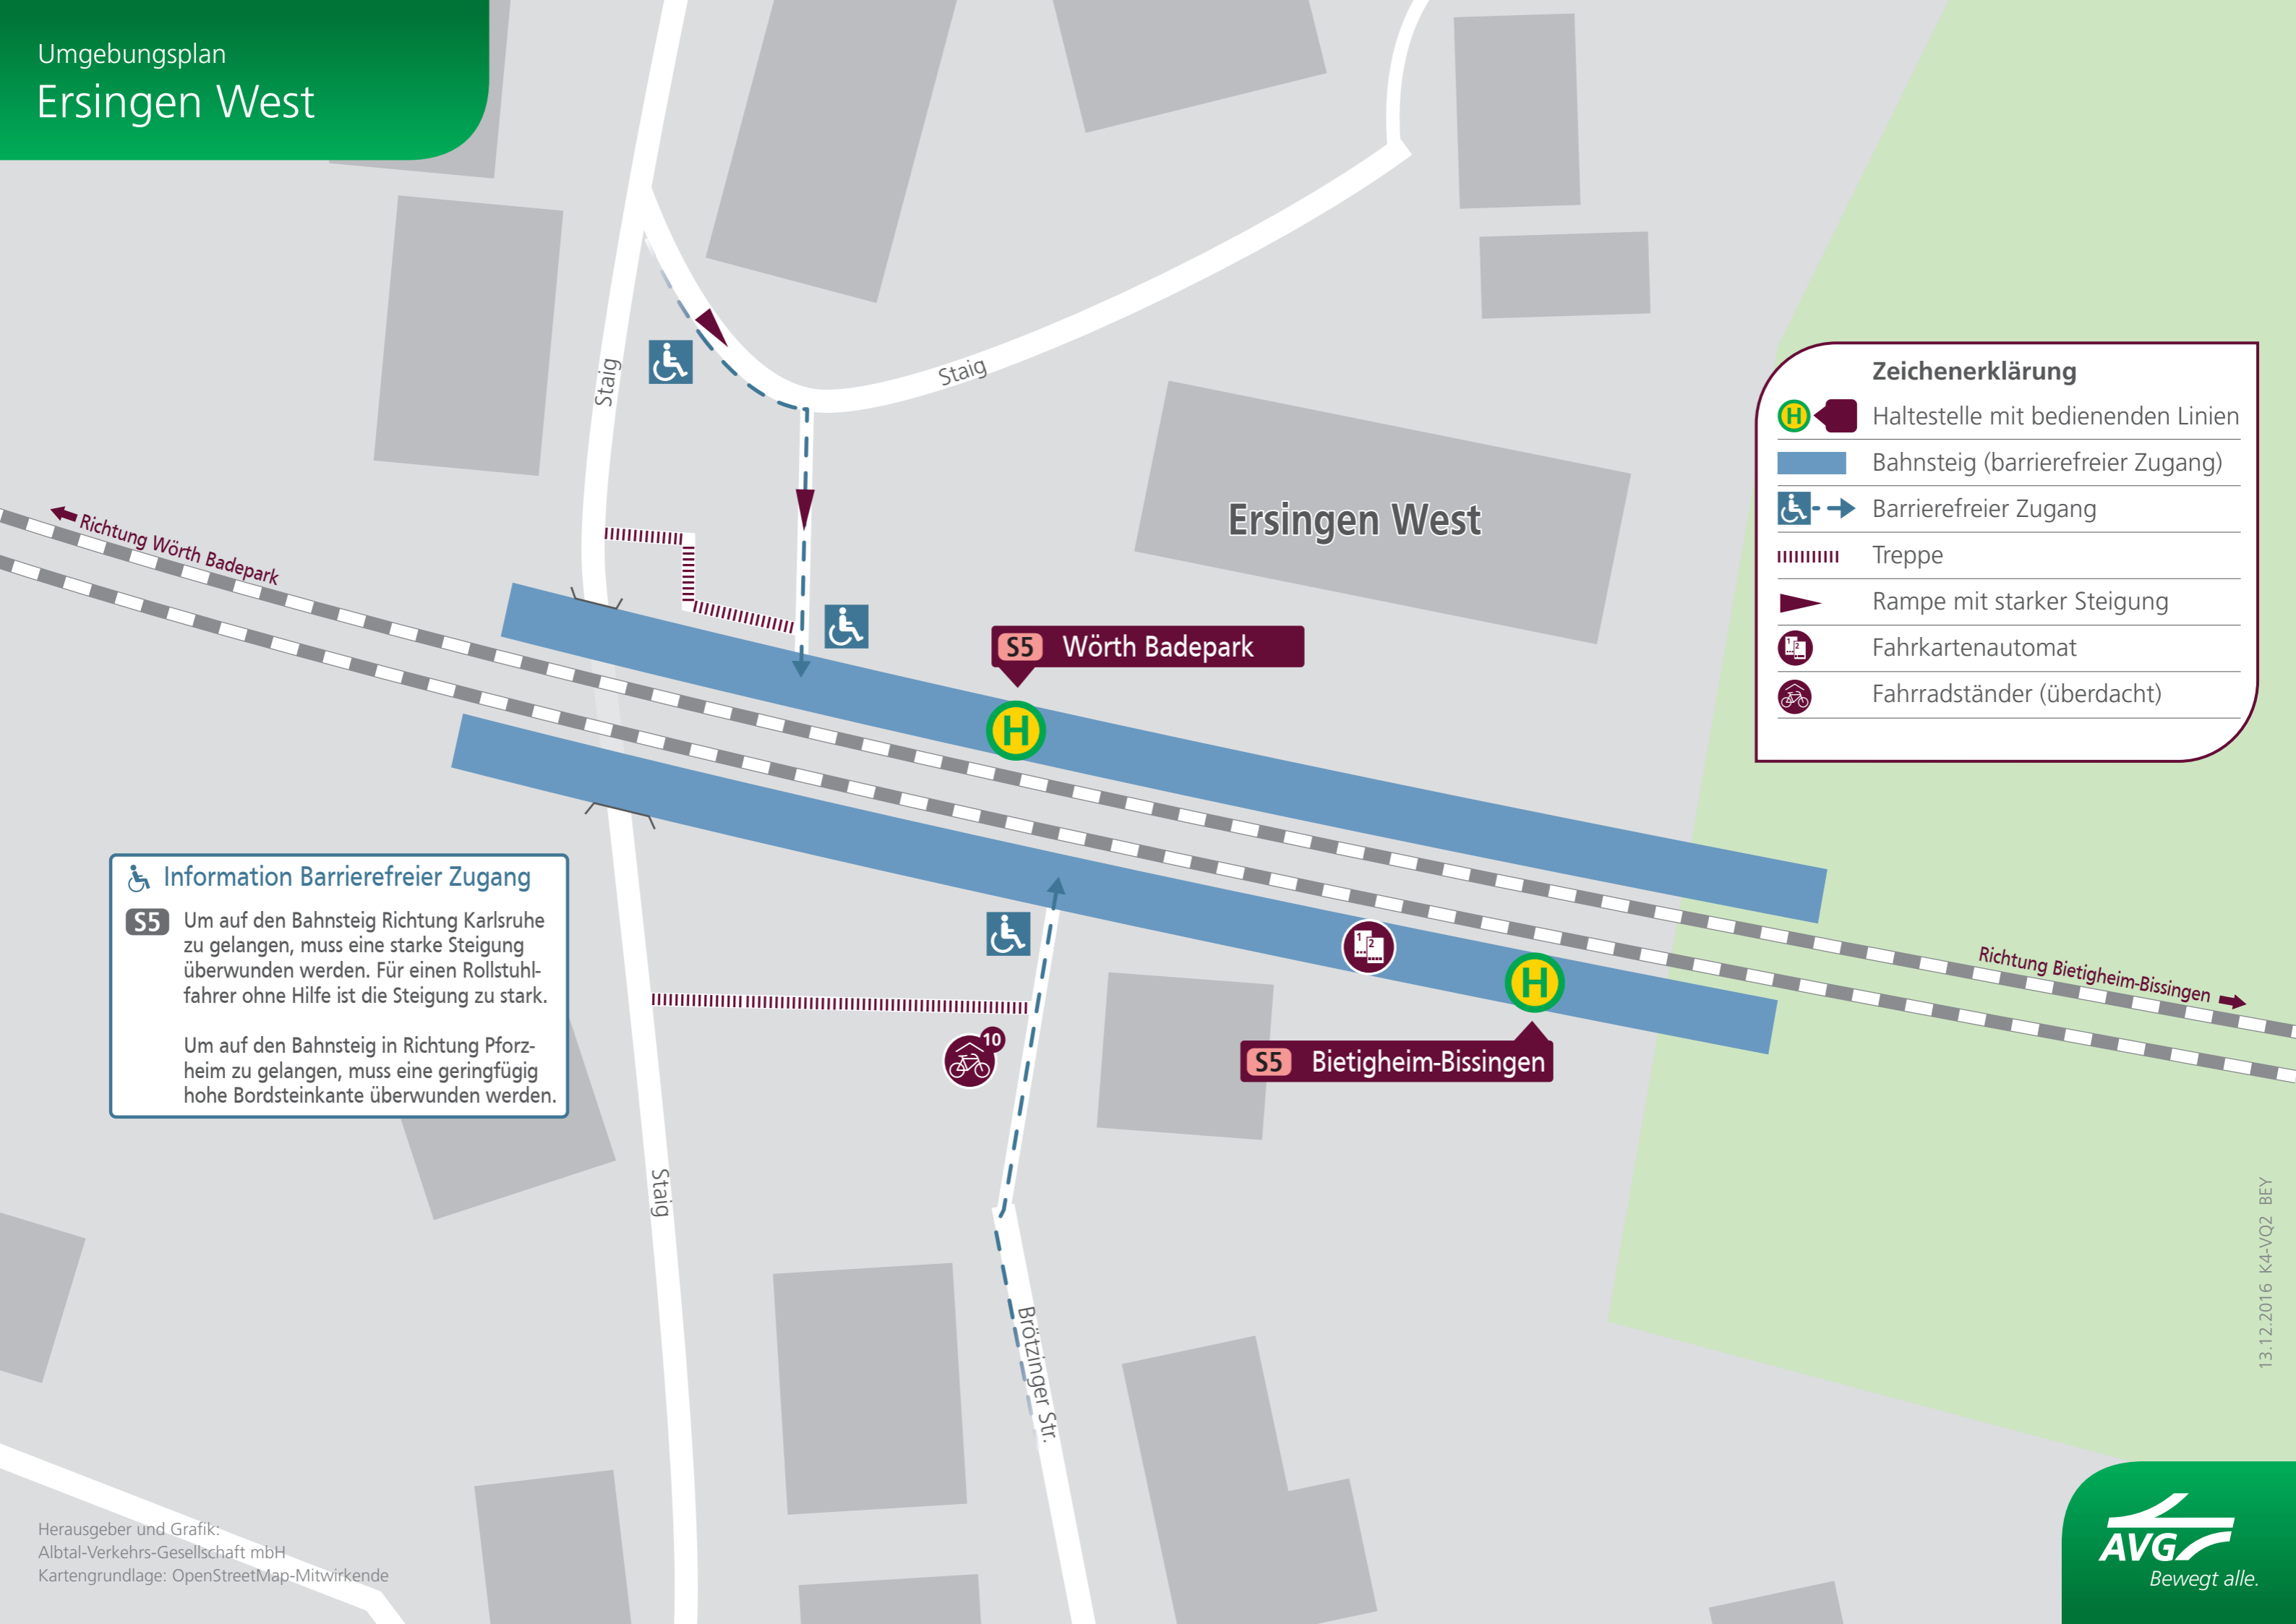 Umgebungsplan
Ersingen West
Staig
Staig
Richtung Wörth Badepark
Ersingen West
Zeichenerklärung
H Haltestelle mit bedienenden Linien
Bahnsteig (barrierefreier Zugang)
Barrierefreier Zugang
Treppe
Rampe mit starker Steigung
1 2 Fahrkartenautomat
Fahrradständer (überdacht)
S5 Wörth Badepark
H
Information Barrierefreier Zugang
S5 Um auf den Bahnsteig Richtung Karlsruhe
zu gelangen, muss eine starke Steigung
überwunden werden. Für einen Rollstuhl-
fahrer ohne Hilfe ist die Steigung zu stark.
Um auf den Bahnsteig in Richtung Pforz-
heim zu gelangen, muss eine geringfügig
hohe Bordsteinkante überwunden werden.
1 2
H
Richtung Bietigheim-Bissingen
10
S5 Bietigheim-Bissingen
Staig
Brötzinger Str.
13.12.2016 K4-VQ2 BEY
Herausgeber und Grafik:
Albtal-Verkehrs-Gesellschaft mbH
Kartengrundlage: OpenStreetMap-Mitwirkende
AVG
Bewegt alle.